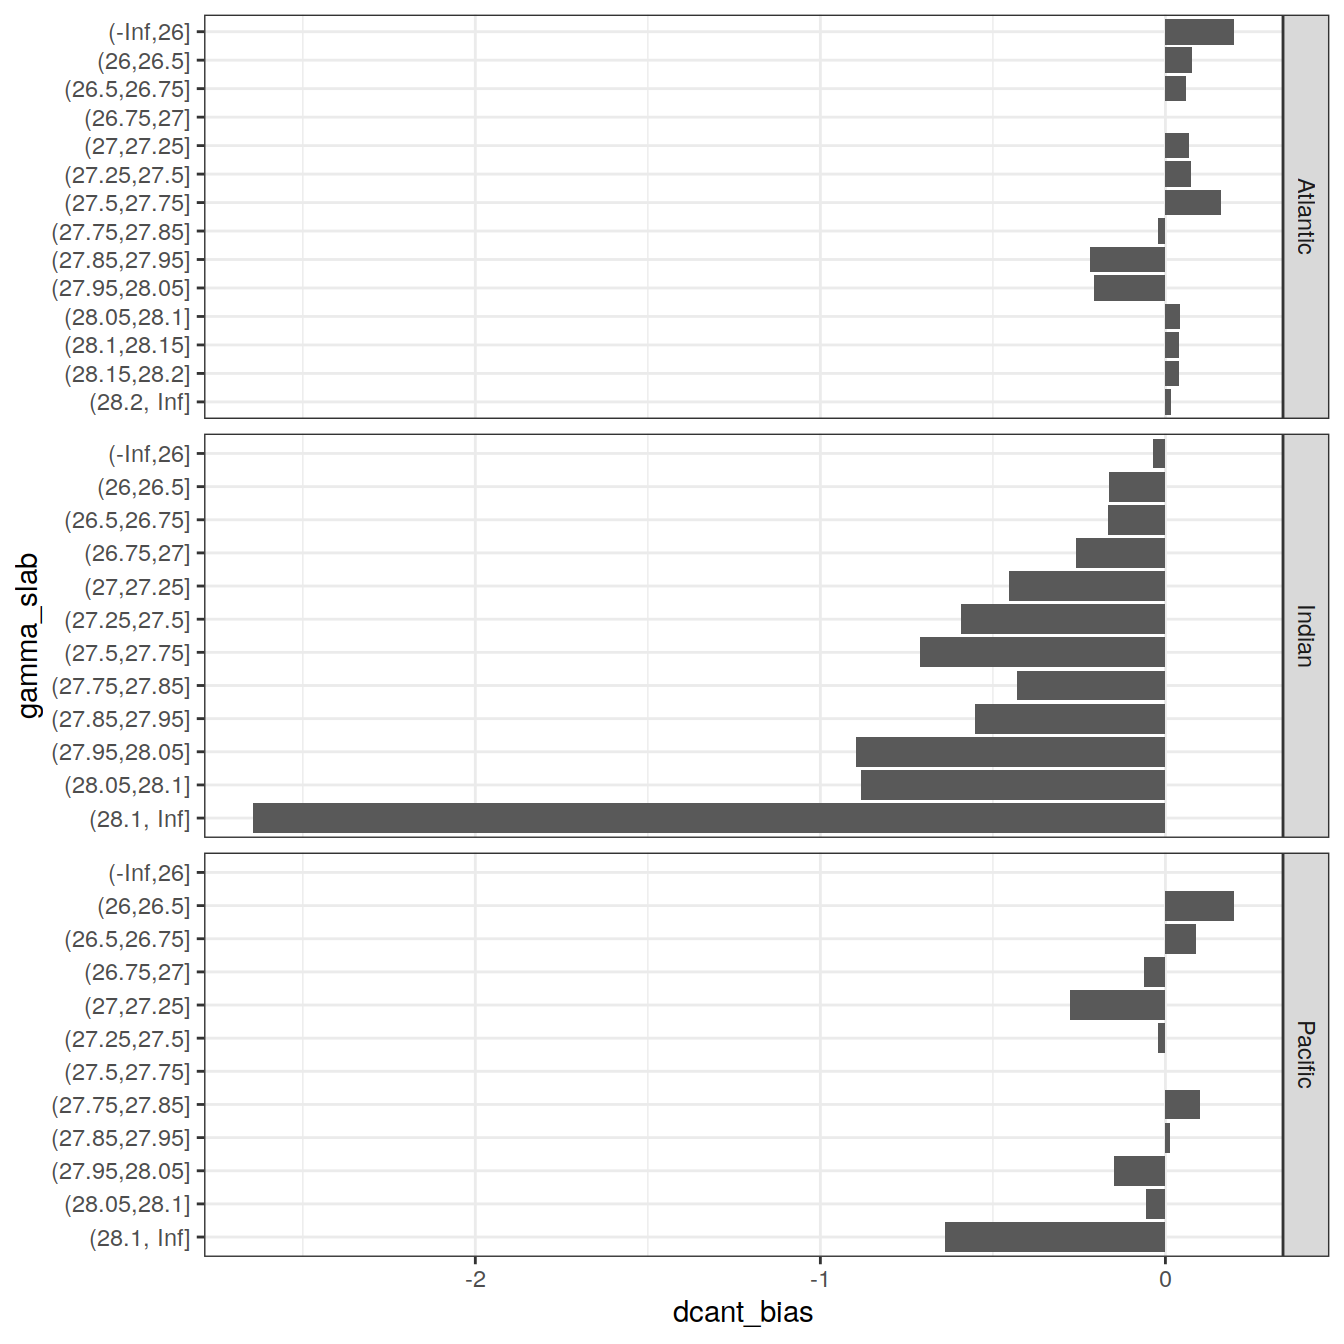 (-Inf,26]
(26,26.5]
(26.5,26.75]
(26.75,27]
(27,27.25]
(27.25,27.5]
(27.5,27.75]
(27.75,27.85]
(27.85,27.95]
(27.95,28.05]
(28.05,28.1]
(28.1,28.15]
(28.15,28.2]
(28.2, Inf]
Atlantic
gamma_slab
(-Inf,26]
(26,26.5]
(26.5,26.75]
(26.75,27]
(27,27.25]
(27.25,27.5]
(27.5,27.75]
(27.75,27.85]
(27.85,27.95]
(27.95,28.05]
(28.05,28.1]
(28.1, Inf]
Indian
(-Inf,26]
(26,26.5]
(26.5,26.75]
(26.75,27]
(27,27.25]
(27.25,27.5]
(27.5,27.75]
(27.75,27.85]
(27.85,27.95]
(27.95,28.05]
(28.05,28.1]
(28.1, Inf]
Pacific
-2 -1 0
dcant_bias